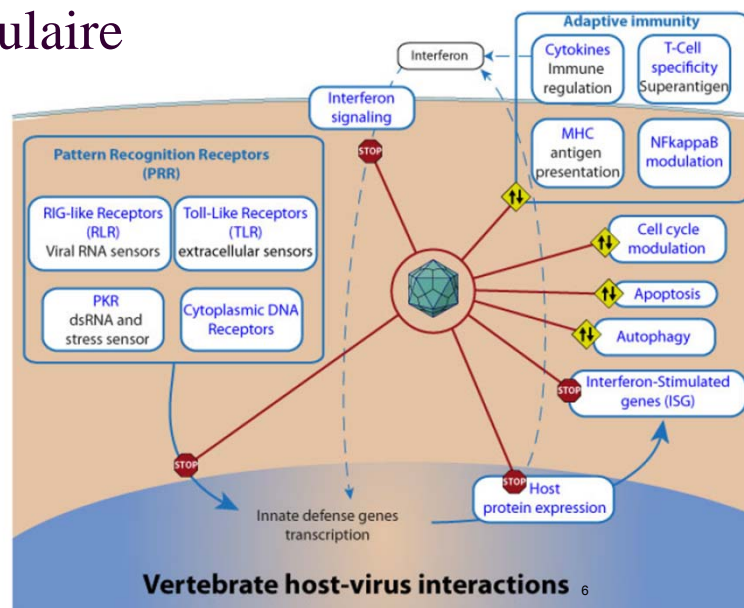 ulaire
Adaptive immunity
Interferon
Cytokines
Immune
regulation
T-Cell
specificity
Superantigen
Interferon
signaling
MHC
antigen
presentation
NFkappaB
modulation
STOP
Pattern Recognition Receptors
(PRR)
RIG-like Receptors
(RLR)
Viral RNA sensors
Toll-Like Receptors
(TLR)
extracellular sensors
PKR
dsRNA and
stress sensor
Cytoplasmic DNA
Receptors
Cell cycle
modulation
Apoptosis
Autophagy
STOP
Interferon-Stimulated
genes (ISG)
STOP
STOP
Host
protein expression
Innate defense genes
transcription
Vertebrate host-virus interactions 6